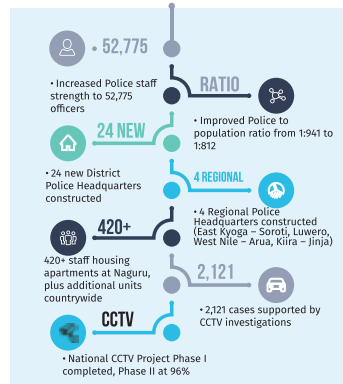 • 52,775
• Increased Police staff
strength to 52,775
officers
RATIO
• Improved Police to
population ratio from 1:941 to
1:812
24 NEW
• 24 new District
Police Headquarters
constructed
4 REGIONAL
• 4 Regional Police
Headquarters constructed
(East Kyoga – Soroti, Luwero,
West Nile – Arua, Kiira – Jinja)
420+
420+ staff housing
apartments at Naguru,
plus additional units
countrywide
2,121
• 2,121 cases supported by
CCTV investigations
CCTV
• National CCTV Project Phase I
completed, Phase II at 96%